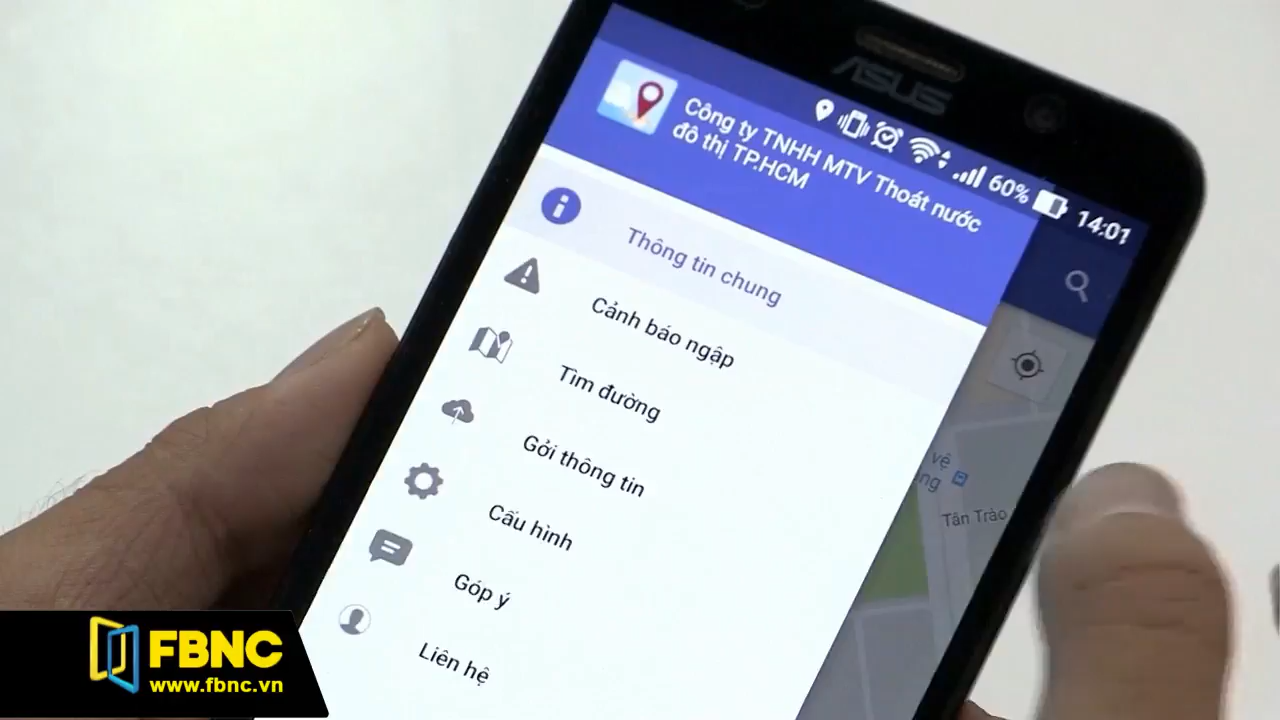 ASUS
60% 14:01
Công ty TNHH MTV Thoát nước
đô thị TP.HCM
Thông tin chung
Cảnh báo ngập
Tìm đường
Gởi thông tin
Cấu hình
Góp ý
Liên hệ
vệ
Tân Trào
FBNC
www.fbnc.vn